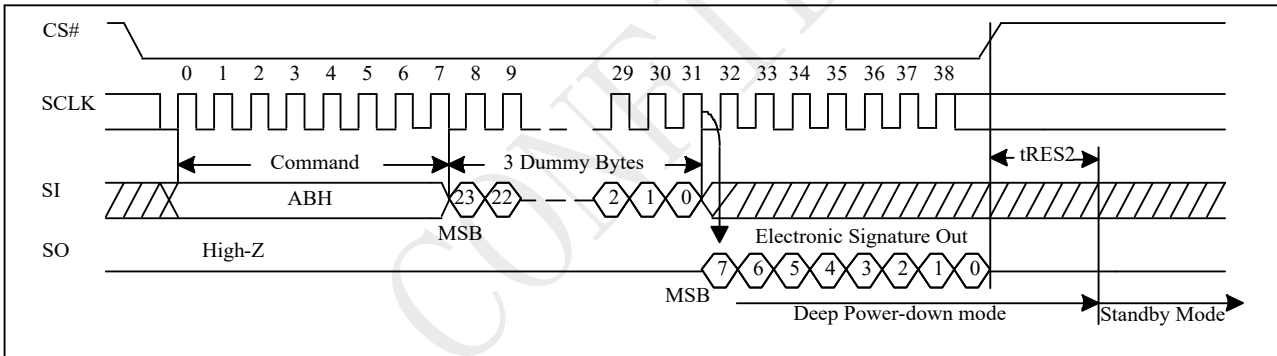 CONFI
CS#
0 1 2 3 4 5 6 7 8 9 29 30 31 32 33 34 35 36 37 38
SCLK
Command 3 Dummy Bytes tRES2
SI ABH 23 22 2 1 0
MSB
SO High-Z Electronic Signature Out
7 6 5 4 3 2 1 0
MSB
Deep Power-down mode Standby Mode